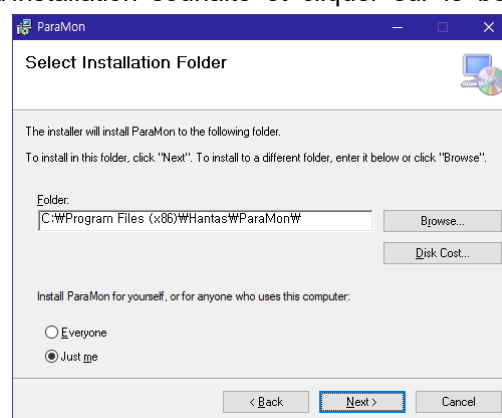 ParaMon
Select Installation Folder
The installer will install ParaMon to the following folder.
To install in this folder, click "Next". To install to a different folder, enter it below or click "Browse".
Folder:
C:₩Program Files (x86)₩Hantas₩ParaMon₩
Browse...
Disk Cost...
Install ParaMon for yourself, or for anyone who uses this computer:
Everyone
Just me
< Back
Next >
Cancel